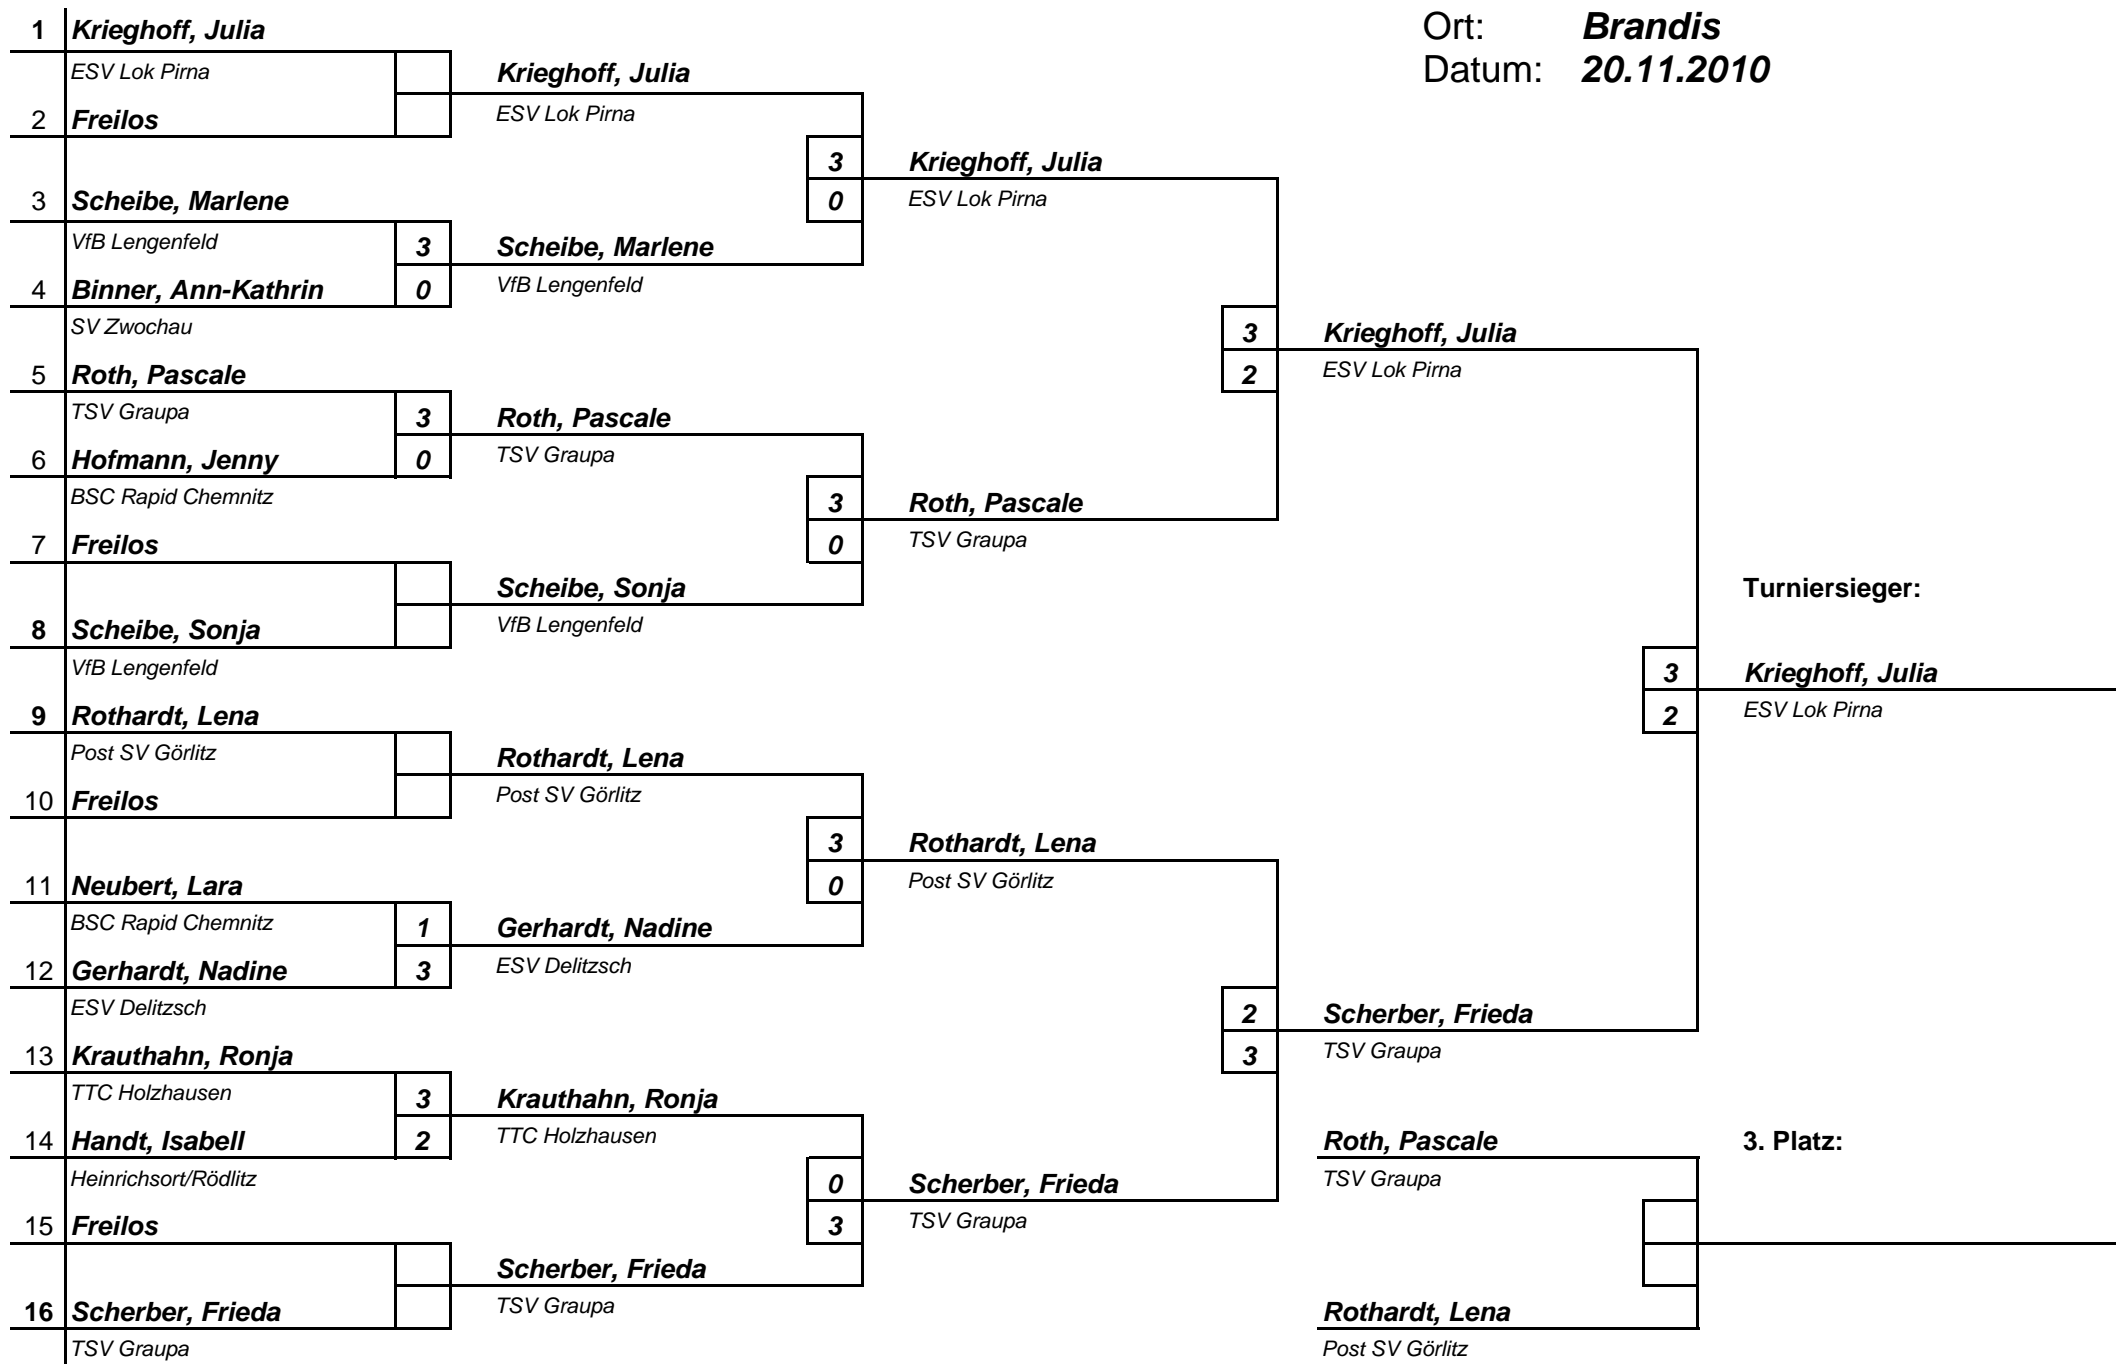 Ort: Brandis
Datum: 20.11.2010
1 Krieghoff, Julia
ESV Lok Pirna
2 Freilos
3 Scheibe, Marlene
VfB Lengenfeld
3
4 Binner, Ann-Kathrin 0
SV Zwochau
5 Roth, Pascale
TSV Graupa
3
6 Hofmann, Jenny 0
BSC Rapid Chemnitz
7 Freilos
8 Scheibe, Sonja
VfB Lengenfeld
9 Rothardt, Lena
Post SV Görlitz
10 Freilos
11 Neubert, Lara
BSC Rapid Chemnitz
1
12 Gerhardt, Nadine 3
ESV Delitzsch
13 Krauthahn, Ronja
TTC Holzhausen
3
14 Handt, Isabell 2
Heinrichsort/Rödlitz
15 Freilos
16 Scherber, Frieda
TSV Graupa
Krieghoff, Julia
ESV Lok Pirna
3
0
Scheibe, Marlene
VfB Lengenfeld
Roth, Pascale
TSV Graupa
3
0
Scheibe, Sonja
VfB Lengenfeld
Rothardt, Lena
Post SV Görlitz
3
0
Gerhardt, Nadine
ESV Delitzsch
Krauthahn, Ronja
TTC Holzhausen
0
3
Scherber, Frieda
TSV Graupa
Krieghoff, Julia
ESV Lok Pirna
3
2
Roth, Pascale
TSV Graupa
Rothardt, Lena
Post SV Görlitz
2
3
Scherber, Frieda
TSV Graupa
Krieghoff, Julia
ESV Lok Pirna
3
2
Scherber, Frieda
TSV Graupa
Turniersieger:
Krieghoff, Julia
ESV Lok Pirna
Roth, Pascale
TSV Graupa
3. Platz:
Rothardt, Lena
Post SV Görlitz